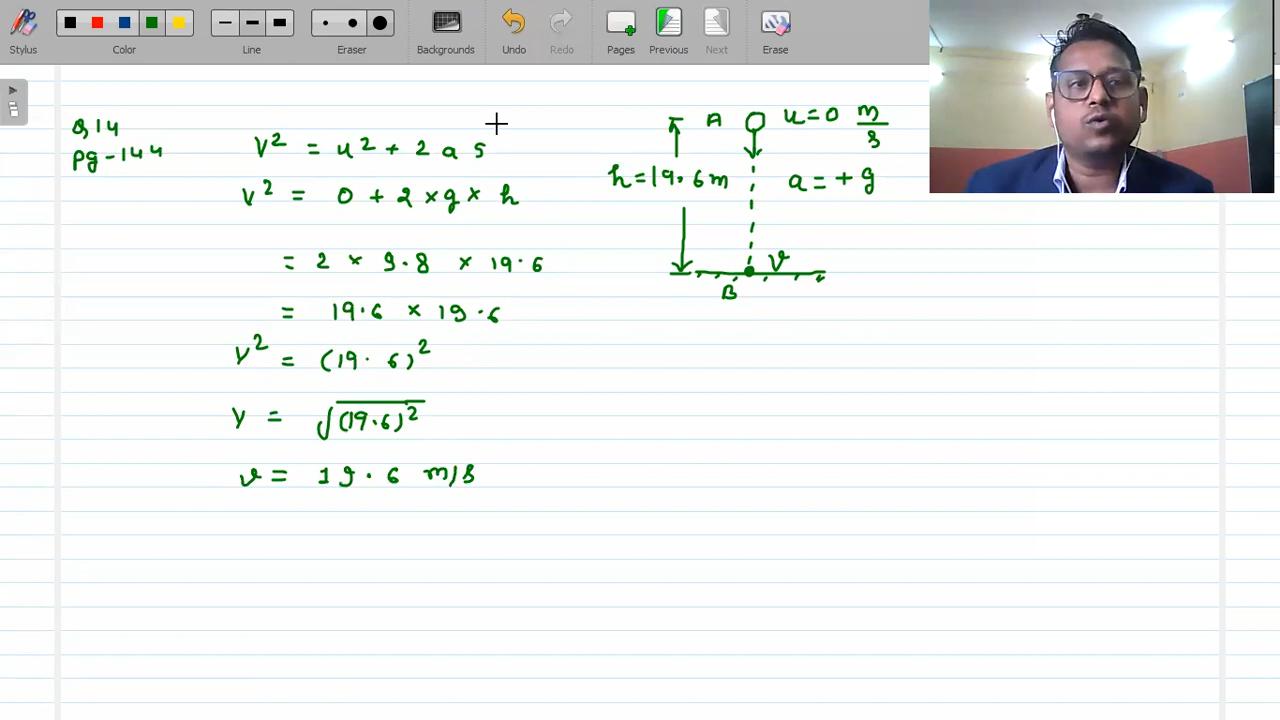 Stylus
Color
Line
Eraser
Backgrounds
Undo
Redo
Pages
Previous
Next
Erase
Q14
Pg-144
V² = u² + 2 a s
V² = 0 + 2 × g × h
= 2 × 9.8 × 19.6
= 19.6 × 19.6
V² = (19.6)²
V = √(19.6)²
v = 19.6 m/s
A u=0 m/s
h=19.6m a=+g
v
B